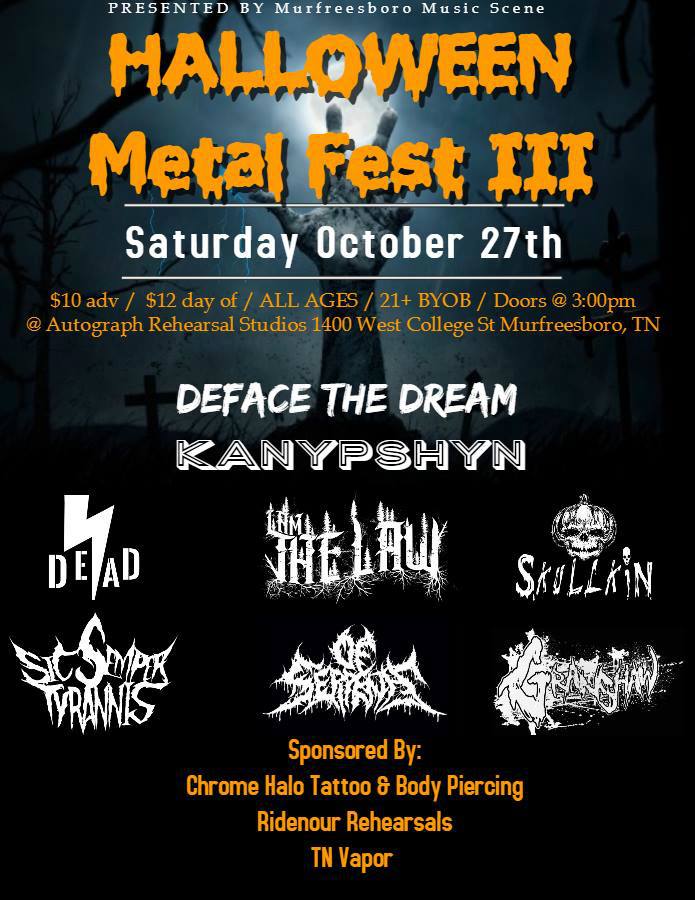 PRESENTED BY Murfreesboro Music Scene
HALLOWEEN
Metal Fest III
Saturday October 27th
$10 adv / $12 day of / ALL AGES / 21+ BYOB / Doors @ 3:00pm
@ Autograph Rehearsal Studios 1400 West College St Murfreesboro, TN
DEFACE THE DREAM
KANYPSHYN
DEAD
I AM
THE LAW
SKULLKIN
SIC SEMPER
TYRANNIS
OF
SERPENTS
GRANSHAW
Sponsored By:
Chrome Halo Tattoo & Body Piercing
Ridenour Rehearsals
TN Vapor